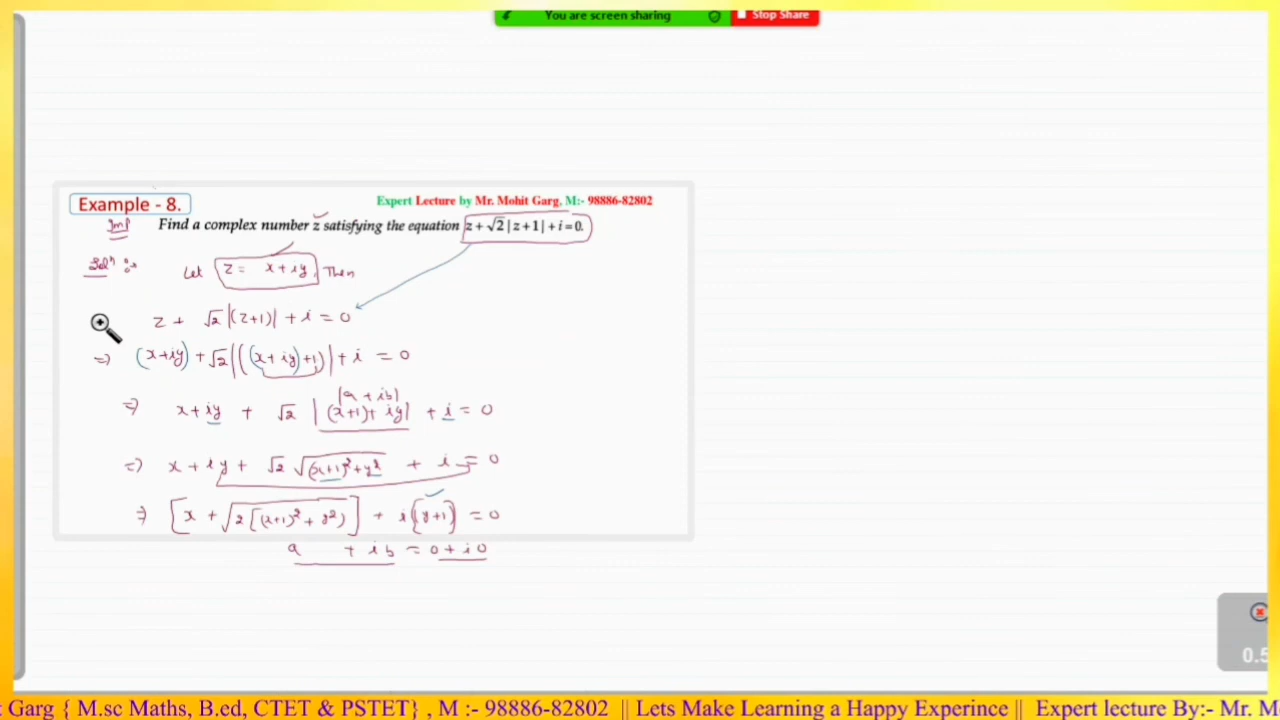 You are screen sharing Stop Share
Example - 8.
Expert Lecture by Mr. Mohit Garg, M:- 98886-82802
Imp
Find a complex number z satisfying the equation z + √2 |z + 1| + i = 0.
Solⁿ :-
Let z = x + iy, Then
z + √2 |(z+1)| + i = 0
⇒ (x+iy) + √2 |((x+iy)+1)| + i = 0
|a + ib|
⇒ x + iy + √2 |(x+1) + iy| + i = 0
⇒ x + iy + √2 √(x+1)² + y² + i = 0
⇒ [x + √2[(x+1)² + y²]] + i(y+1) = 0
a + ib = 0 + i0
0.5
Garg { M.sc Maths, B.ed, CTET & PSTET} , M :- 98886-82802 || Lets Make Learning a Happy Experince || Expert lecture By:- Mr.